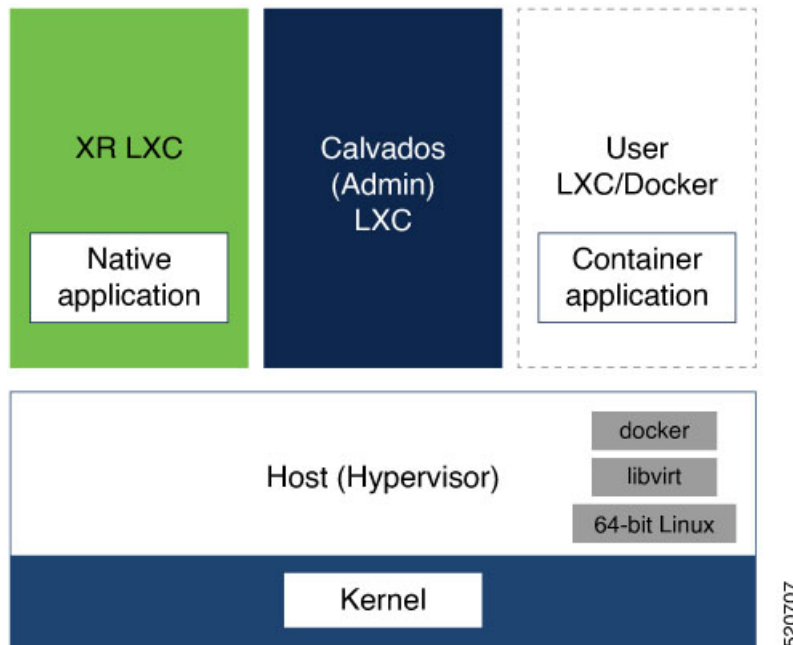 XR LXC
Native
application
Calvados
(Admin)
LXC
User
LXC/Docker
Container
application
Host (Hypervisor)
docker
libvirt
64-bit Linux
Kernel
520707